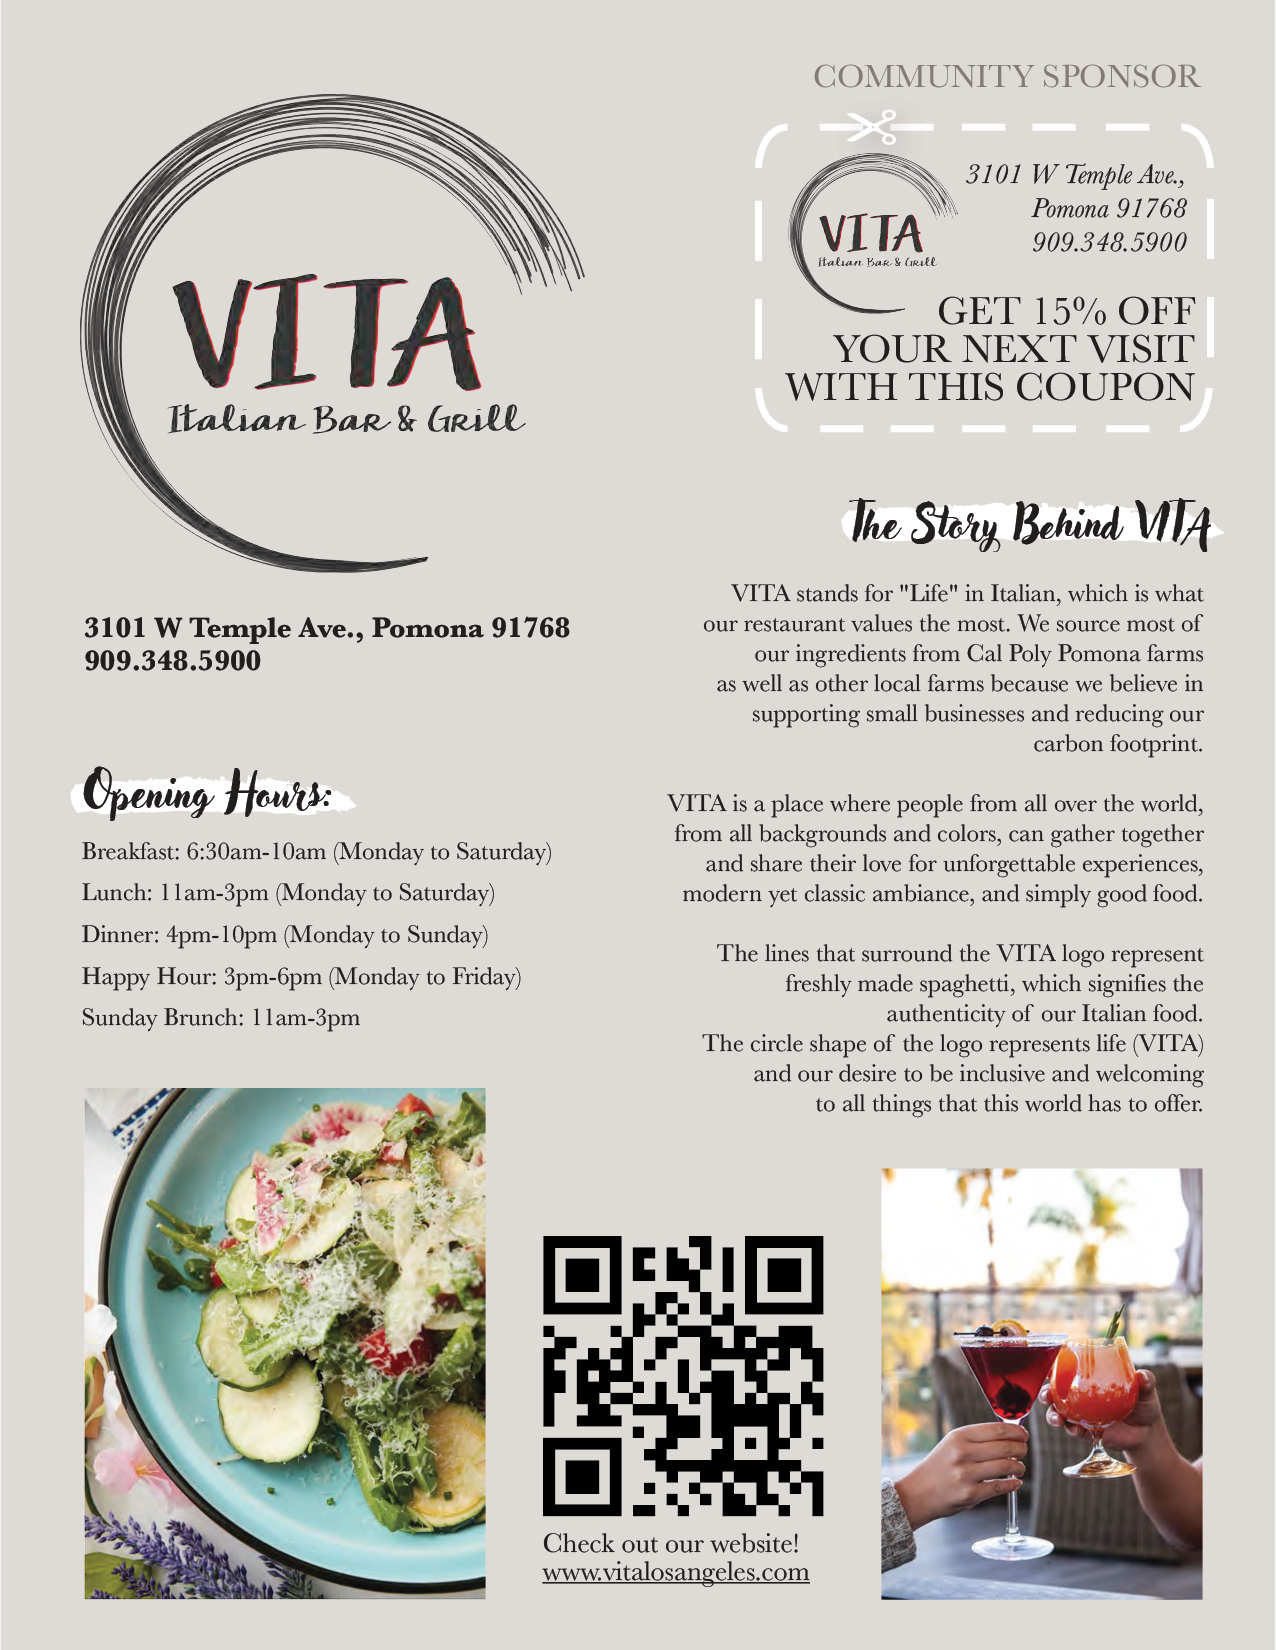 COMMUNITY SPONSOR
VITA
Italian Bar & Grill
3101 W Temple Ave., Pomona 91768
909.348.5900
Opening Hours:
Breakfast: 6:30am-10am (Monday to Saturday)
Lunch: 11am-3pm (Monday to Saturday)
Dinner: 4pm-10pm (Monday to Sunday)
Happy Hour: 3pm-6pm (Monday to Friday)
Sunday Brunch: 11am-3pm
VITA
Italian Bar & Grill
3101 W Temple Ave.,
Pomona 91768
909.348.5900
GET 15% OFF
YOUR NEXT VISIT
WITH THIS COUPON
The Story Behind VITA
VITA stands for "Life" in Italian, which is what
our restaurant values the most. We source most of
our ingredients from Cal Poly Pomona farms
as well as other local farms because we believe in
supporting small businesses and reducing our
carbon footprint.
VITA is a place where people from all over the world,
from all backgrounds and colors, can gather together
and share their love for unforgettable experiences,
modern yet classic ambiance, and simply good food.
The lines that surround the VITA logo represent
freshly made spaghetti, which signifies the
authenticity of our Italian food.
The circle shape of the logo represents life (VITA)
and our desire to be inclusive and welcoming
to all things that this world has to offer.
Check out our website!
www.vitalosangeles.com